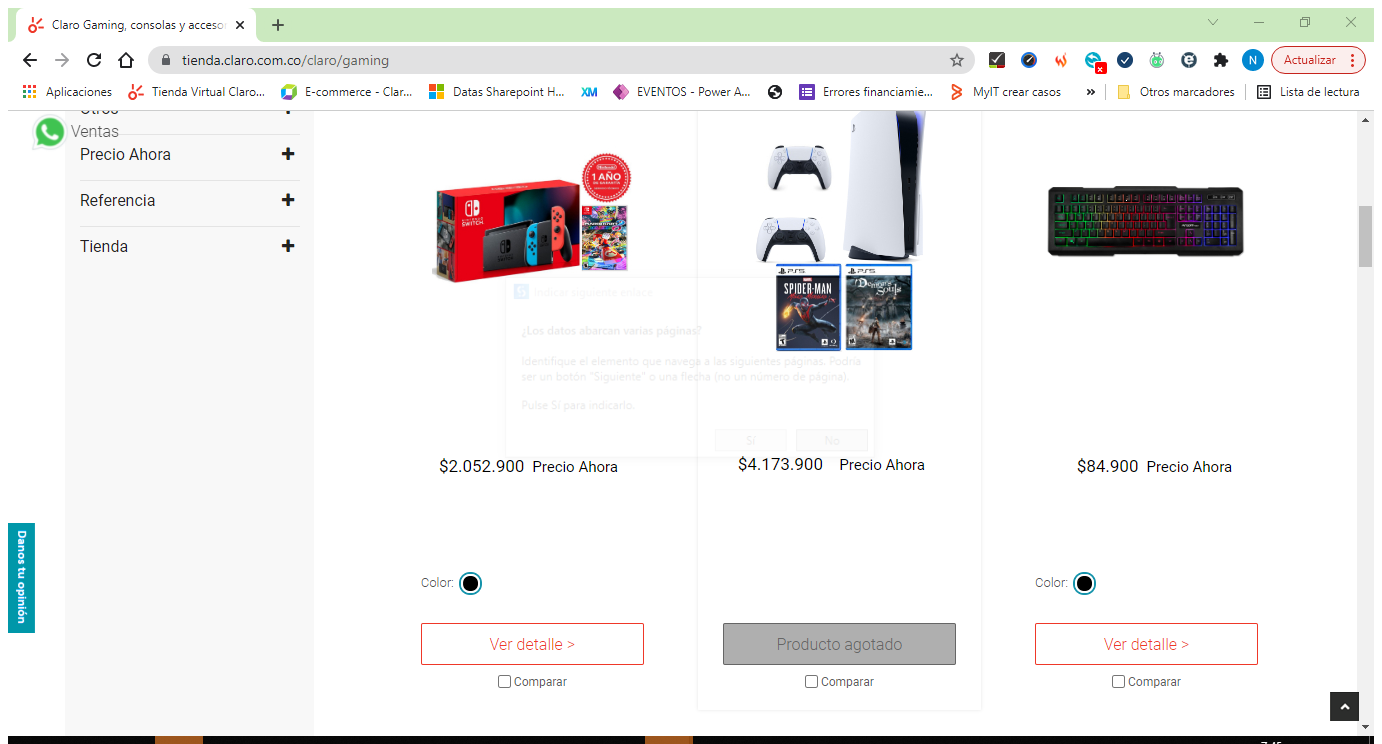 Claro Gaming, consolas y acceso
tienda.claro.com.co/claro/gaming
N
Actualizar
Aplicaciones
Tienda Virtual Claro...
E-commerce - Clar...
Datas Sharepoint H...
XM
EVENTOS - Power A...
Errores financiamie...
MyIT crear casos
»
Otros marcadores
Lista de lectura
Otros
Ventas
Precio Ahora
Referencia
Tienda
Nintendo
1 AÑO
SWITCH
PS5
PS5
SPIDER-MAN
Demon's
Souls
Indicar siguiente enlace
¿Los datos abarcan varias páginas?
Identifique el elemento que navega a las siguientes páginas. Podría
ser un botón "Siguiente" o una flecha (no un número de página).
Pulse Sí para indicarlo.
Sí
No
$2.052.900 Precio Ahora
$4.173.900 Precio Ahora
$84.900 Precio Ahora
Danos tu opinión
Color:
Color:
Ver detalle >
Producto agotado
Ver detalle >
Comparar
Comparar
Comparar